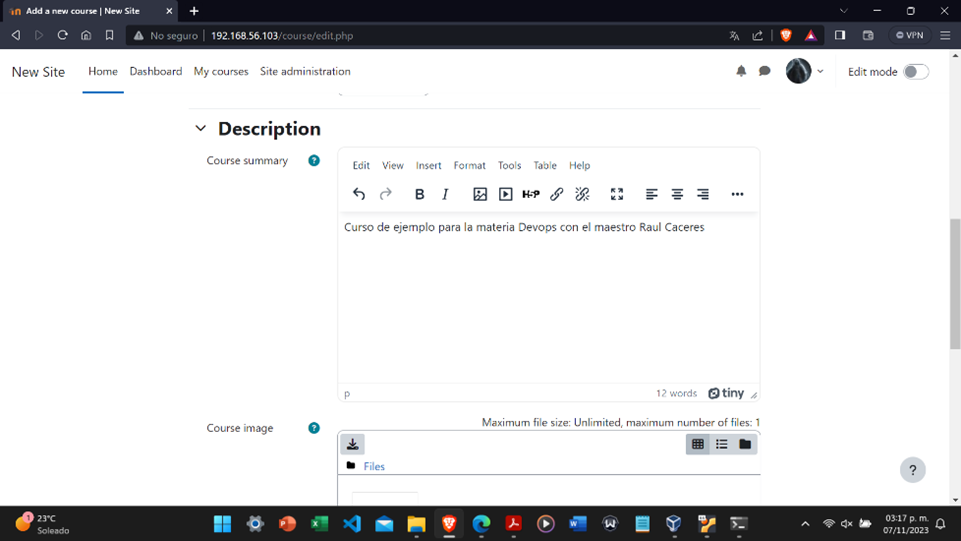 Add a new course | New Site
No seguro 192.168.56.103/course/edit.php
VPN
New Site Home Dashboard My courses Site administration Edit mode
Description
Course summary ?
Edit View Insert Format Tools Table Help
B I H-P
Curso de ejemplo para la materia Devops con el maestro Raul Caceres
p 12 words tiny
Maximum file size: Unlimited, maximum number of files: 1
Course image ?
Files
?
1 23°C
Soleado
03:17 p. m.
07/11/2023